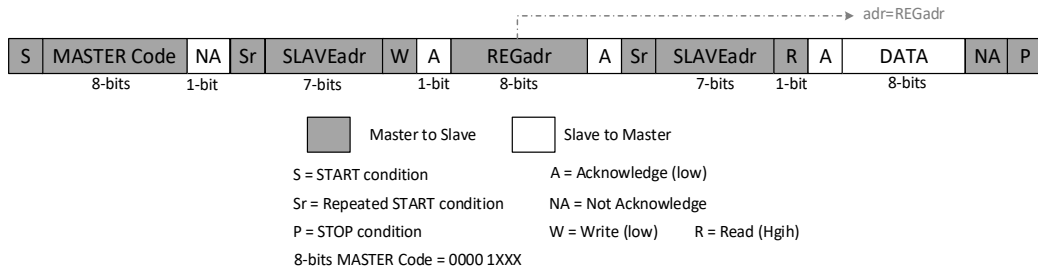 adr=REGadr
S MASTER Code NA Sr SLAVEadr W A REGadr A Sr SLAVEadr R A DATA NA P
8-bits 1-bit 7-bits 1-bit 8-bits 7-bits 1-bit 8-bits
Master to Slave Slave to Master
S = START condition A = Acknowledge (low)
Sr = Repeated START condition NA = Not Acknowledge
P = STOP condition W = Write (low) R = Read (Hgih)
8-bits MASTER Code = 0000 1XXX